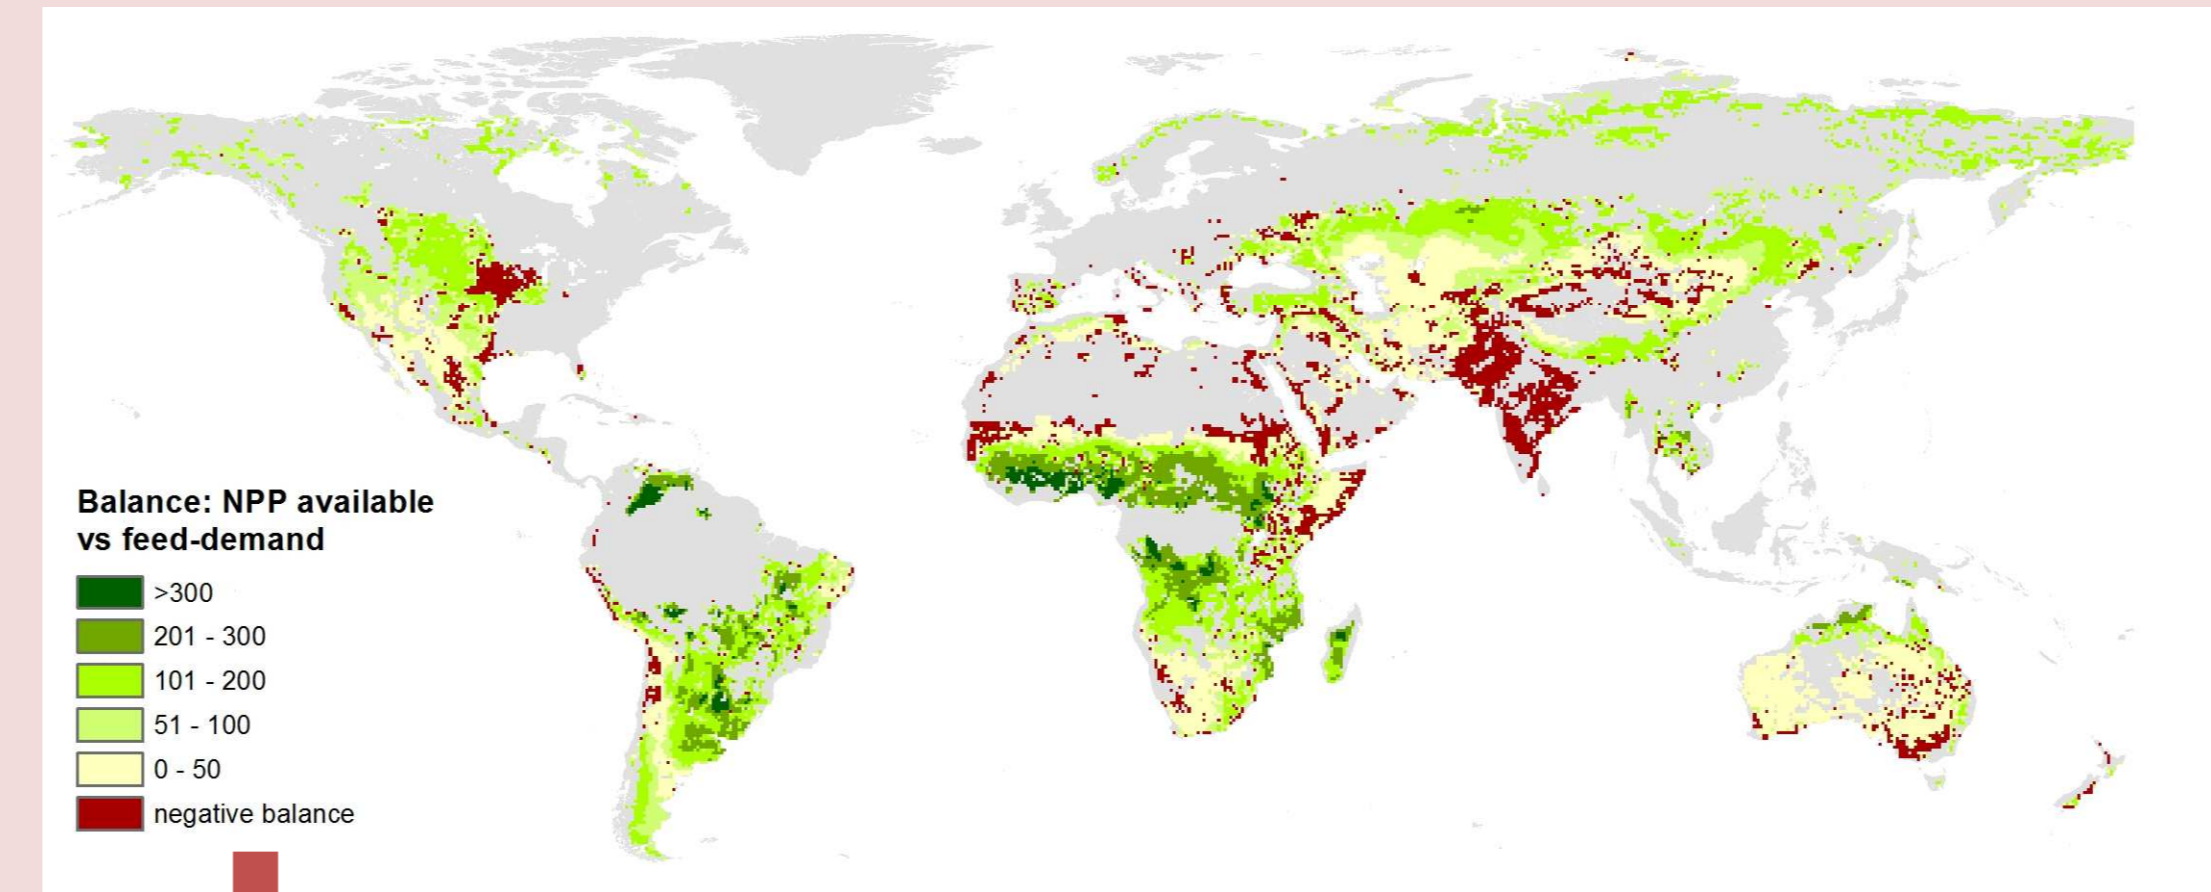 Balance: NPP available
vs feed-demand
>300
201 - 300
101 - 200
51 - 100
0 - 50
negative balance